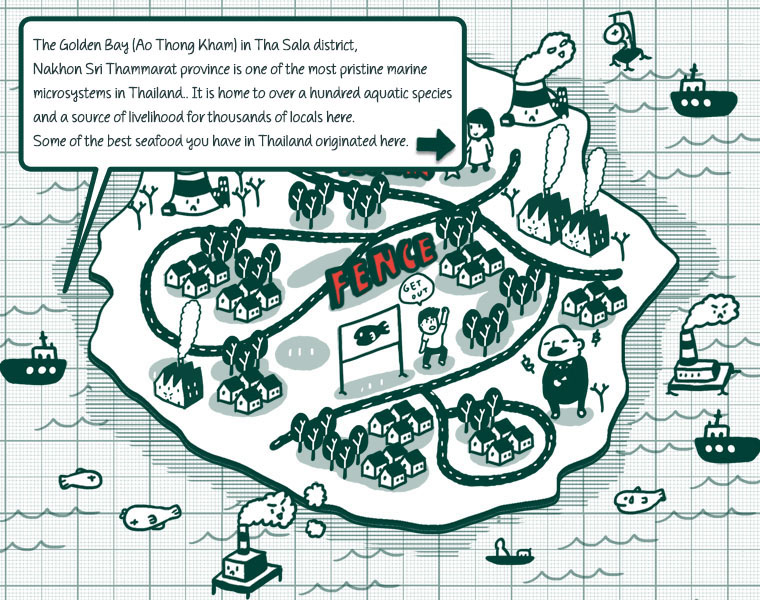 The Golden Bay (Ao Thong Kham) in Tha Sala district,
Nakhon Sri Thammarat province is one of the most pristine marine
microsystems in Thailand.. It is home to over a hundred aquatic species
and a source of livelihood for thousands of locals here.
Some of the best seafood you have in Thailand originated here.
FENCE
GET
OUT
$
$